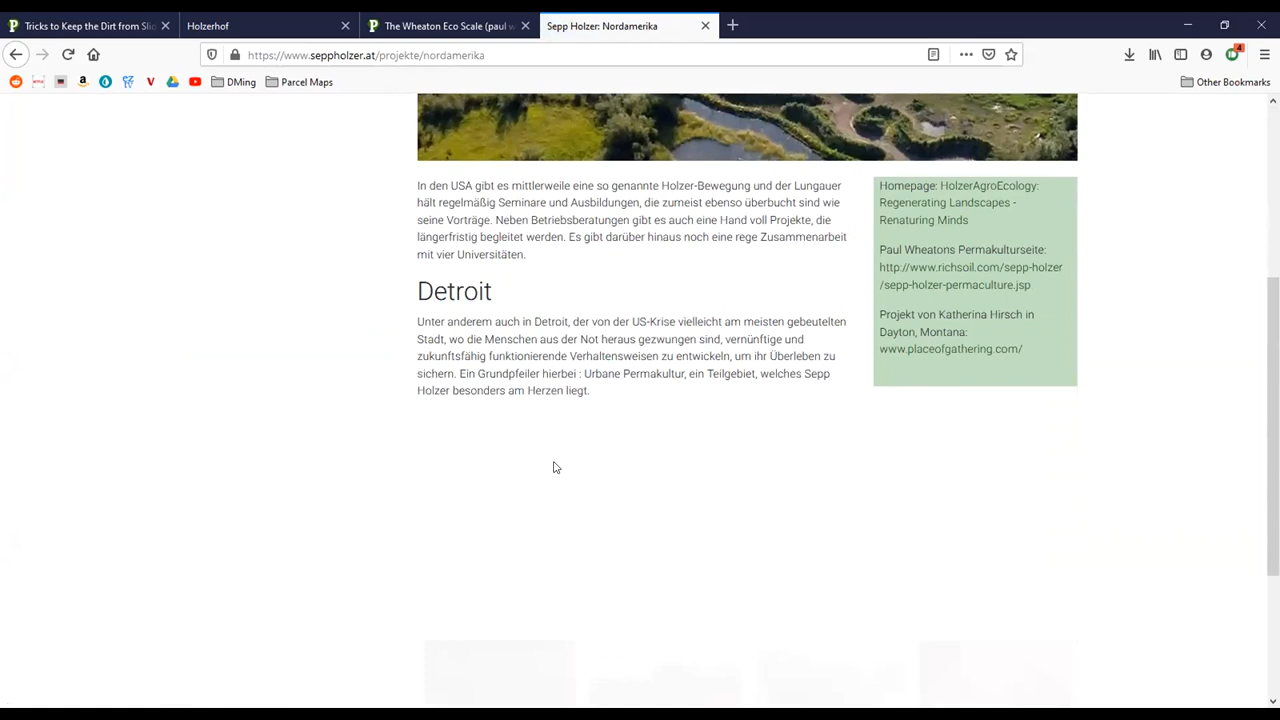 Tricks to Keep the Dirt from Slid
Holzerhof
The Wheaton Eco Scale (paul w
Sepp Holzer: Nordamerika
https://www.seppholzer.at/projekte/nordamerika
4
DMing
Parcel Maps
Other Bookmarks
In den USA gibt es mittlerweile eine so genannte Holzer-Bewegung und der Lungauer
hält regelmäßig Seminare und Ausbildungen, die zumeist ebenso überbucht sind wie
seine Vorträge. Neben Betriebsberatungen gibt es auch eine Hand voll Projekte, die
längerfristig begleitet werden. Es gibt darüber hinaus noch eine rege Zusammenarbeit
mit vier Universitäten.
Detroit
Unter anderem auch in Detroit, der von der US-Krise vielleicht am meisten gebeutelten
Stadt, wo die Menschen aus der Not heraus gezwungen sind, vernünftige und
zukunftsfähig funktionierende Verhaltensweisen zu entwickeln, um ihr Überleben zu
sichern. Ein Grundpfeiler hierbei : Urbane Permakultur, ein Teilgebiet, welches Sepp
Holzer besonders am Herzen liegt.
Homepage: HolzerAgroEcology:
Regenerating Landscapes -
Renaturing Minds
Paul Wheatons Permakulturseite:
http://www.richsoil.com/sepp-holzer
/sepp-holzer-permaculture.jsp
Projekt von Katherina Hirsch in
Dayton, Montana:
www.placeofgathering.com/